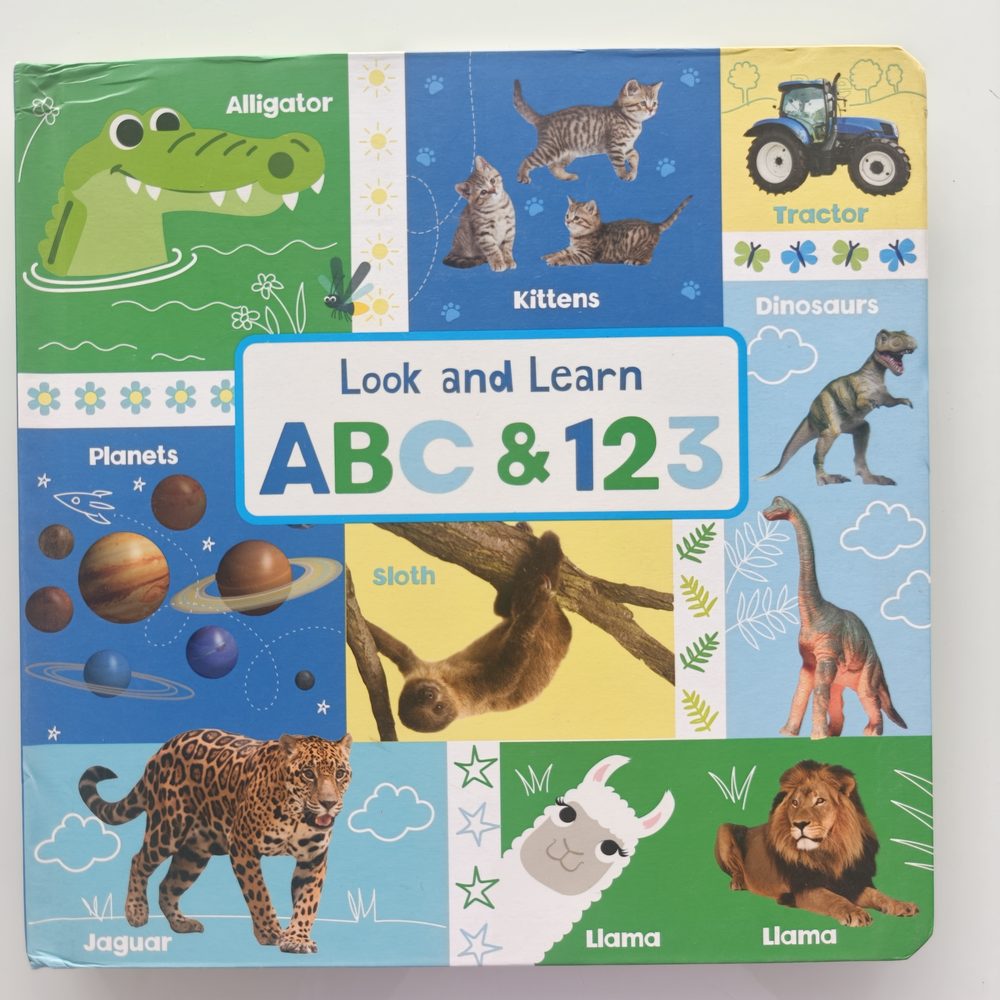 Alligator
Kittens
Tractor
Dinosaurs
Look and Learn
ABC & 123
Planets
Sloth
Jaguar
Llama
Llama